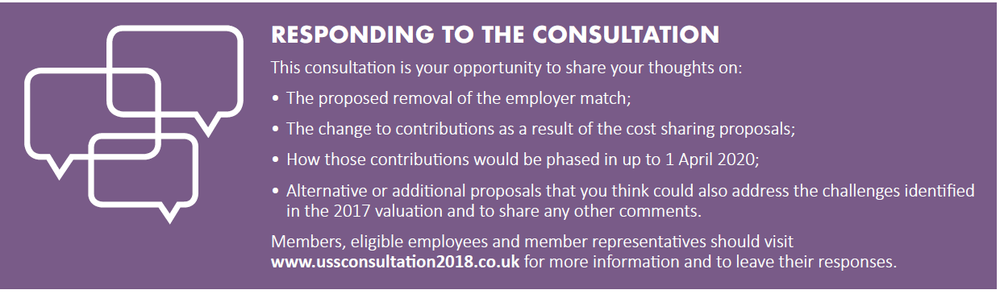 RESPONDING TO THE CONSULTATION
This consultation is your opportunity to share your thoughts on:
• The proposed removal of the employer match;
• The change to contributions as a result of the cost sharing proposals;
• How those contributions would be phased in up to 1 April 2020;
• Alternative or additional proposals that you think could also address the challenges identified
in the 2017 valuation and to share any other comments.
Members, eligible employees and member representatives should visit
www.ussconsultation2018.co.uk for more information and to leave their responses.